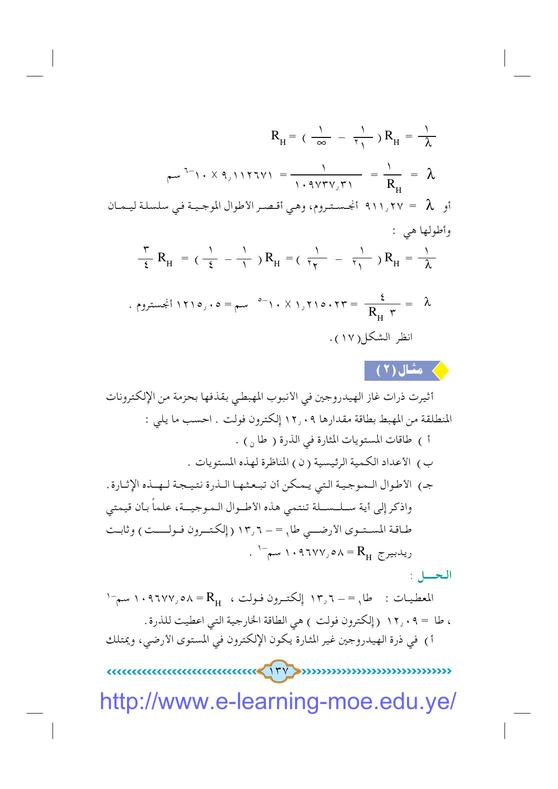 ١/λ = R_H ( ١/١٢ − ١/∞ ) = R_H
λ = ١/R_H = ١/١٠٩٧٣٧,٣١ = ٩,١١٢٦٧١ × ١٠−٦ سم
أو λ = ٩١١,٢٧ أنجستروم، وهي أقصر الأطوال الموجية في سلسلة ليمان
وأطولها هي :
١/λ = R_H ( ١/٢١ − ١/٢٢ ) = R_H ( ١/١ − ١/٤ ) = R_H ٣/٤
λ = ٤/٣ R_H = ١,٢١٥٠٢٣ × ١٠−٥ سم = ١٢١٥,٠٥ أنجستروم .
انظر الشكل (١٧).
مثال (٢)
أثيرت ذرات غاز الهيدروجين في الأنبوب المهبطي بقذفها بحزمة من الإلكترونات
المنطلقة من المهبط بطاقة مقدارها ١٢,٠٩ إلكترون فولت . احسب ما يلي :
أ ) طاقات المستويات المثارة في الذرة ( طان ) .
ب ) الأعداد الكمية الرئيسية ( ن ) المناظرة لهذه المستويات .
جـ) الأطوال الموجية التي يمكن أن تبعثها الذرة نتيجة لهذه الإثارة.
واذكر إلى أية سلسلة تنتمي هذه الأطوال الموجية، علماً بأن قيمتي
طاقة المستوى الأرضي طا١ = − ١٣,٦ ( إلكترون فولت ) وثابت
ريدبيرج R_H = ١٠٩٦٧٧,٥٨ سم−١ .
الحل :
المعطيات : طا١ = − ١٣,٦ إلكترون فولت ، R_H = ١٠٩٦٧٧,٥٨ سم−١
، طا = ١٢,٠٩ ( إلكترون فولت ) هي الطاقة الخارجية التي اعطيت للذرة.
أ ) في ذرة الهيدروجين غير المثارة يكون الإلكترون في المستوى الأرضي، ويمتلك
١٣٧
http://www.e-learning-moe.edu.ye/